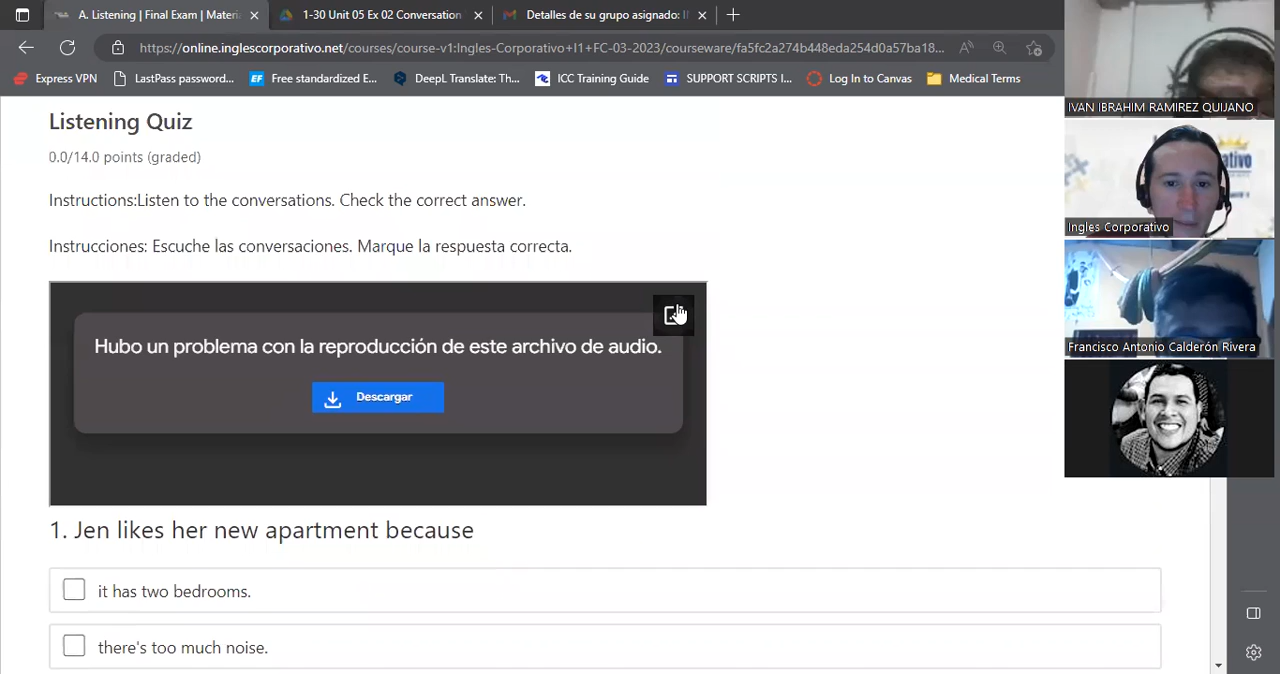 A. Listening | Final Exam | Materi
1-30 Unit 05 Ex 02 Conversation
Detalles de su grupo asignado: I
https://online.inglescorporativo.net/courses/course-v1:Ingles-Corporativo+I1+FC-03-2023/courseware/fa5fc2a274b448eda254d0a57ba18...
Express VPN
LastPass password...
EF
Free standardized E...
DeepL Translate: Th...
ICC Training Guide
SUPPORT SCRIPTS I...
Log In to Canvas
Medical Terms
Listening Quiz
0.0/14.0 points (graded)
Instructions:Listen to the conversations. Check the correct answer.
Instrucciones: Escuche las conversaciones. Marque la respuesta correcta.
Hubo un problema con la reproducción de este archivo de audio.
Descargar
1. Jen likes her new apartment because
it has two bedrooms.
there's too much noise.
IVAN IBRAHIM RAMIREZ QUIJANO
Ingles Corporativo
Francisco Antonio Calderón Rivera